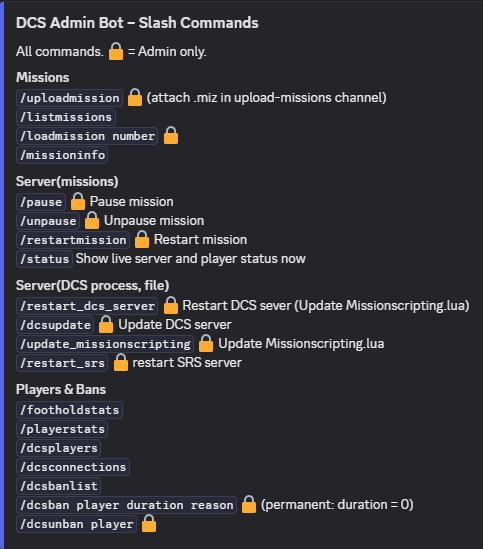 DCS Admin Bot – Slash Commands
All commands. 🔒 = Admin only.
Missions
/uploadmission 🔒 (attach .miz in upload-missions channel)
/listmissions
/loadmission number 🔒
/missioninfo
Server(missions)
/pause 🔒 Pause mission
/unpause 🔒 Unpause mission
/restartmission 🔒 Restart mission
/status Show live server and player status now
Server(DCS process, file)
/restart_dcs_server 🔒 Restart DCS sever (Update Missionscripting.lua)
/dcsupdate 🔒 Update DCS server
/update_missionscripting 🔒 Update Missionscripting.lua
/restart_srs 🔒 restart SRS server
Players & Bans
/footholdstats
/playerstats
/dcsplayers
/dcsconnections
/dcsbanlist
/dcsban player duration reason 🔒 (permanent: duration = 0)
/dcsunban player 🔒